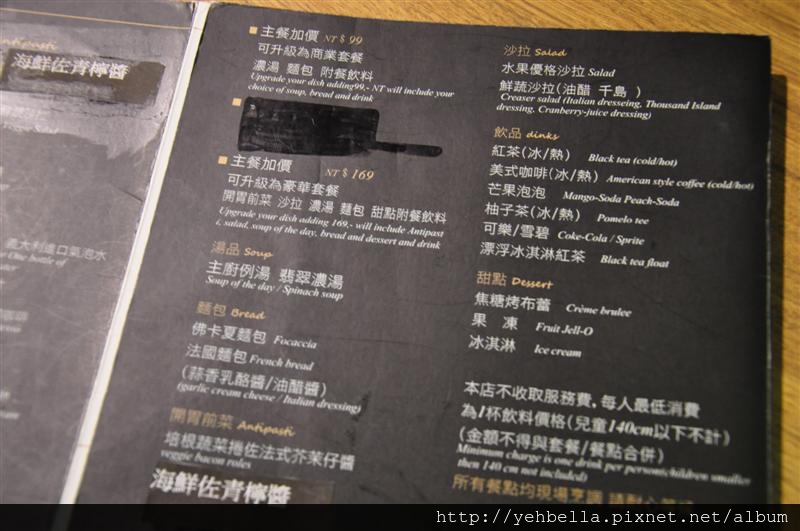 Antipasti
海鮮佐青檸醬
義大利進口氣泡水
One bottle of
主餐加價 NT $ 99
可升級為商業套餐
濃湯 麵包 附餐飲料
Upgrade your dish adding99,- NT will include your
choice of soup, bread and drink
主餐加價 NT $ 169
可升級為豪華套餐
開胃前菜 沙拉 濃湯 麵包 甜點附餐飲料
Upgrade your dish adding 169,- will include Antipast
i, salad, soup of the day, bread and dessert and drink
湯品 Soup
主廚例湯 翡翠濃湯
Soup of the day / Spinach soup
麵包 Bread
佛卡夏麵包 Focaccia
法國麵包 French bread
(蒜香乳酪醬/油醋醬)
(garlic cream cheese / Italian dressing)
開胃前菜 Antipasti
培根蔬菜捲佐法式芥茉仔醬
veggie bacon roles
海鮮佐青檸醬
沙拉 Salad
水果優格沙拉 Salad
鮮蔬沙拉(油醋 千島 )
Creaser salad (Italian dresseing, Thousand Island
dressing, Cranberry-juice dressing)
飲品 dinks
紅茶(冰/熱) Black tea (cold/hot)
美式咖啡(冰/熱) American style coffee (cold/hot)
芒果泡泡 Mango-Soda Peach-Soda
柚子茶(冰/熱) Pomelo tee
可樂/雪碧 Coke-Cola / Sprite
漂浮冰淇淋紅茶 Black tea float
甜點 Dessert
焦糖烤布蕾 Crème brulee
果 凍 Fruit Jell-O
冰淇淋 Ice cream
本店不收取服務費,每人最低消費
為1杯飲料價格(兒童140cm以下不計)
(金額不得與套餐/餐點合併)
Minimum charge is one drink per person(children smaller
then 140 cm not included)
所有餐點均現場烹調
http://yehbella.pixnet.net/album